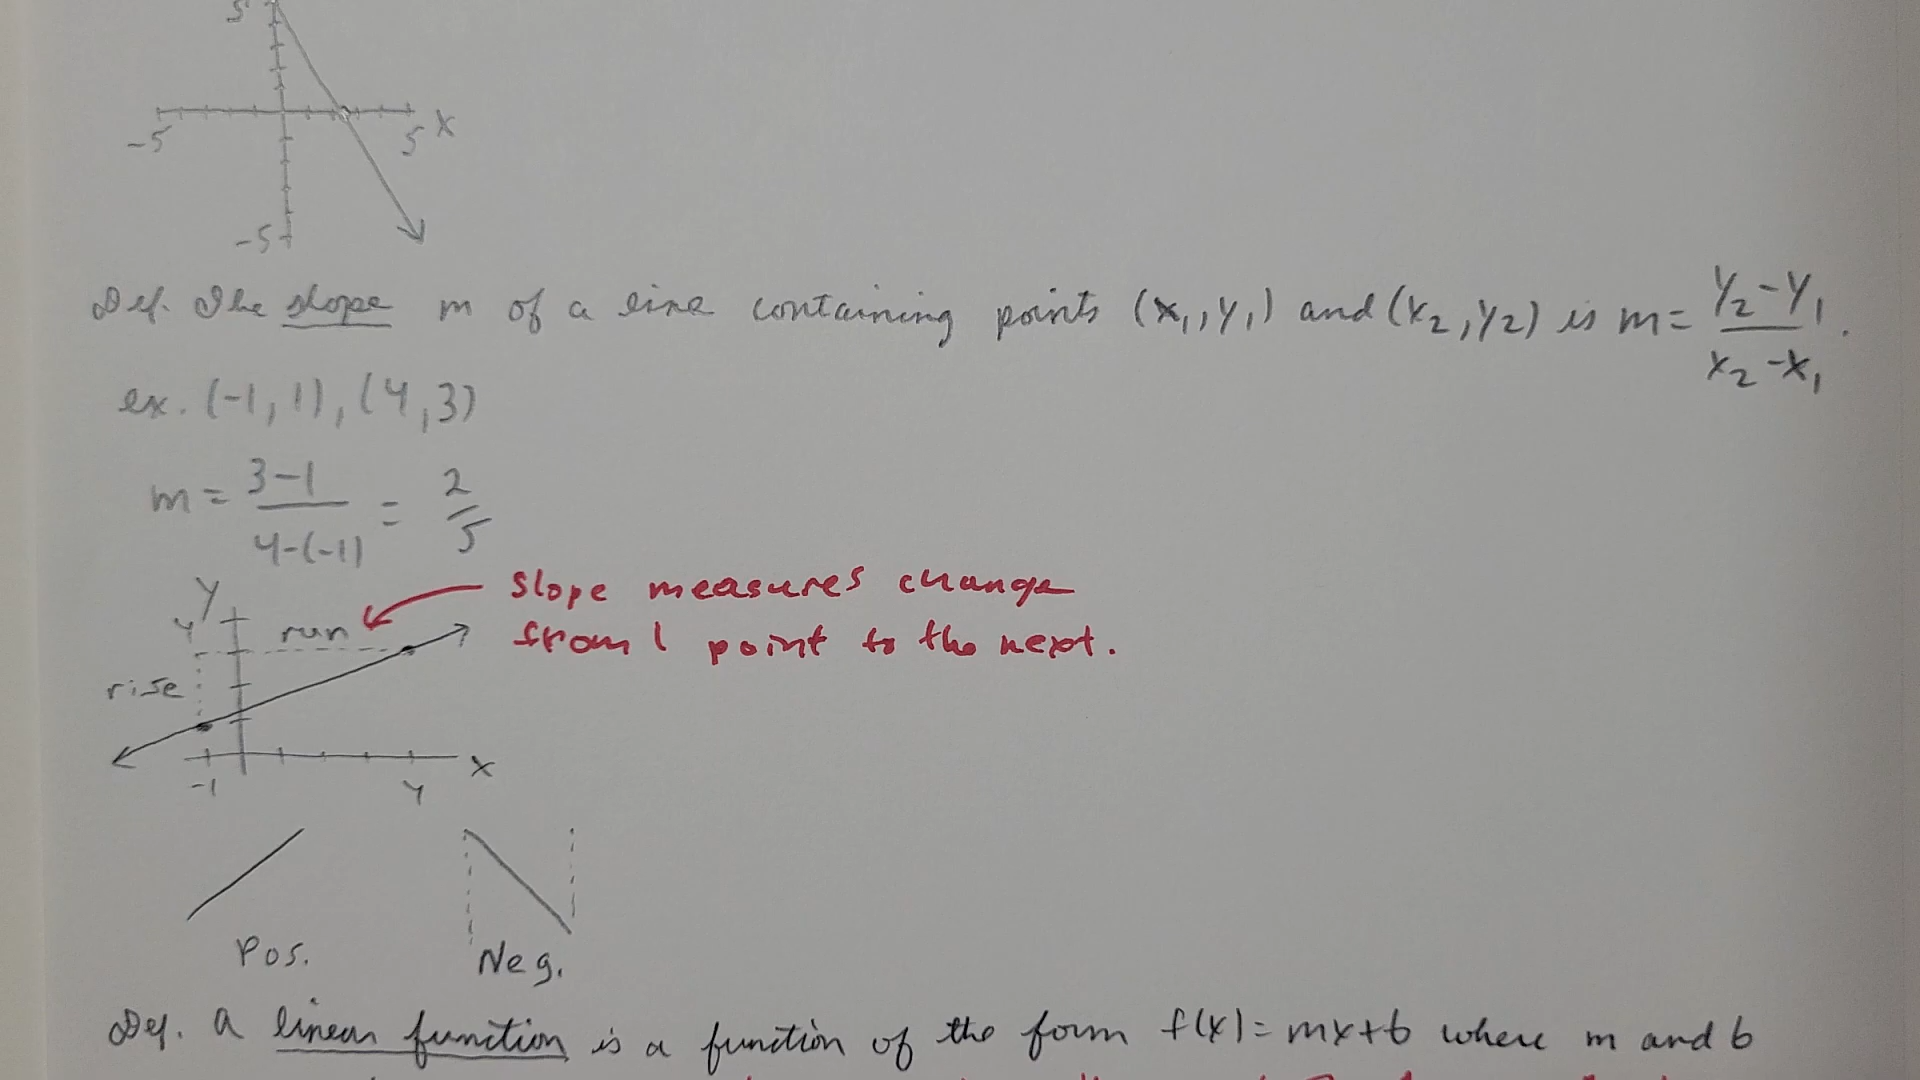 5
-5 5 X
-5
Def. The slope m of a line containing points (x₁, y₁) and (x₂, y₂) is m = (y₂-y₁)/(x₂-x₁).
ex. (-1, 1), (4, 3)
m = (3-1)/(4-(-1)) = 2/5
Y
4
run
rise
slope measures change
from 1 point to the next.
-1 4 X
Pos. Neg.
Def. A linear function is a function of the form f(x) = mx+b where m and b